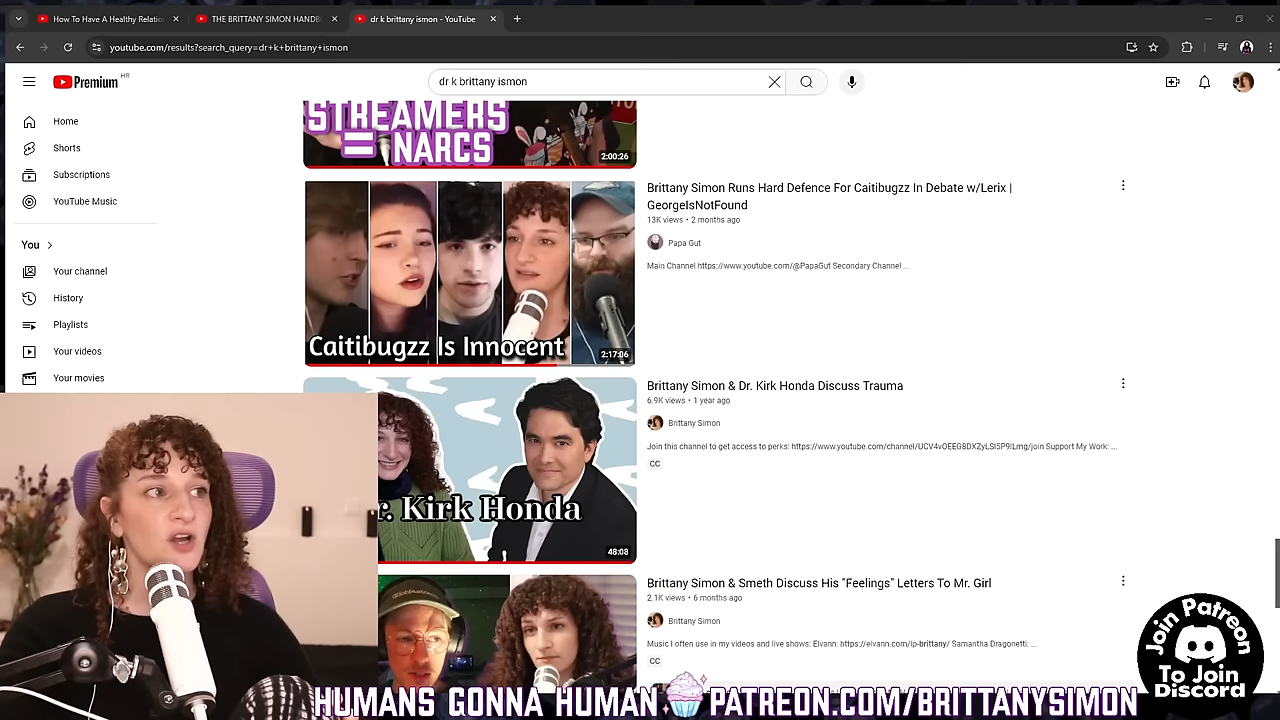 How To Have A Healthy Relatio
THE BRITTANY SIMON HANDB
dr k brittany ismon - YouTube
youtube.com/results?search_query=dr+k+brittany+ismon
Premium HR
dr k brittany ismon
Home
Shorts
Subscriptions
YouTube Music
You
Your channel
History
Playlists
Your videos
Your movies
STREAMERS
= NARCS
2:00:26
Caitibugzz Is Innocent
2:17:06
Brittany Simon Runs Hard Defence For Caitibugzz In Debate w/Lerix |
GeorgeIsNotFound
13K views • 2 months ago
Papa Gut
Main Channel https://www.youtube.com/@PapaGut Secondary Channel ...
r. Kirk Honda
48:08
Brittany Simon & Dr. Kirk Honda Discuss Trauma
6.9K views • 1 year ago
Brittany Simon
Join this channel to get access to perks: https://www.youtube.com/channel/UCV4vOEEG8DXZyLSI5P9lLmg/join Support My Work: ...
CC
Brittany Simon & Smeth Discuss His "Feelings" Letters To Mr. Girl
2.1K views • 6 months ago
Brittany Simon
Music I often use in my videos and live shows: Elvann: https://elvann.com/lp-brittany/ Samantha Dragonetti: ...
CC
Join Patreon
To Join
Discord
HUMANS GONNA HUMAN PATREON.COM/BRITTANYSIMON